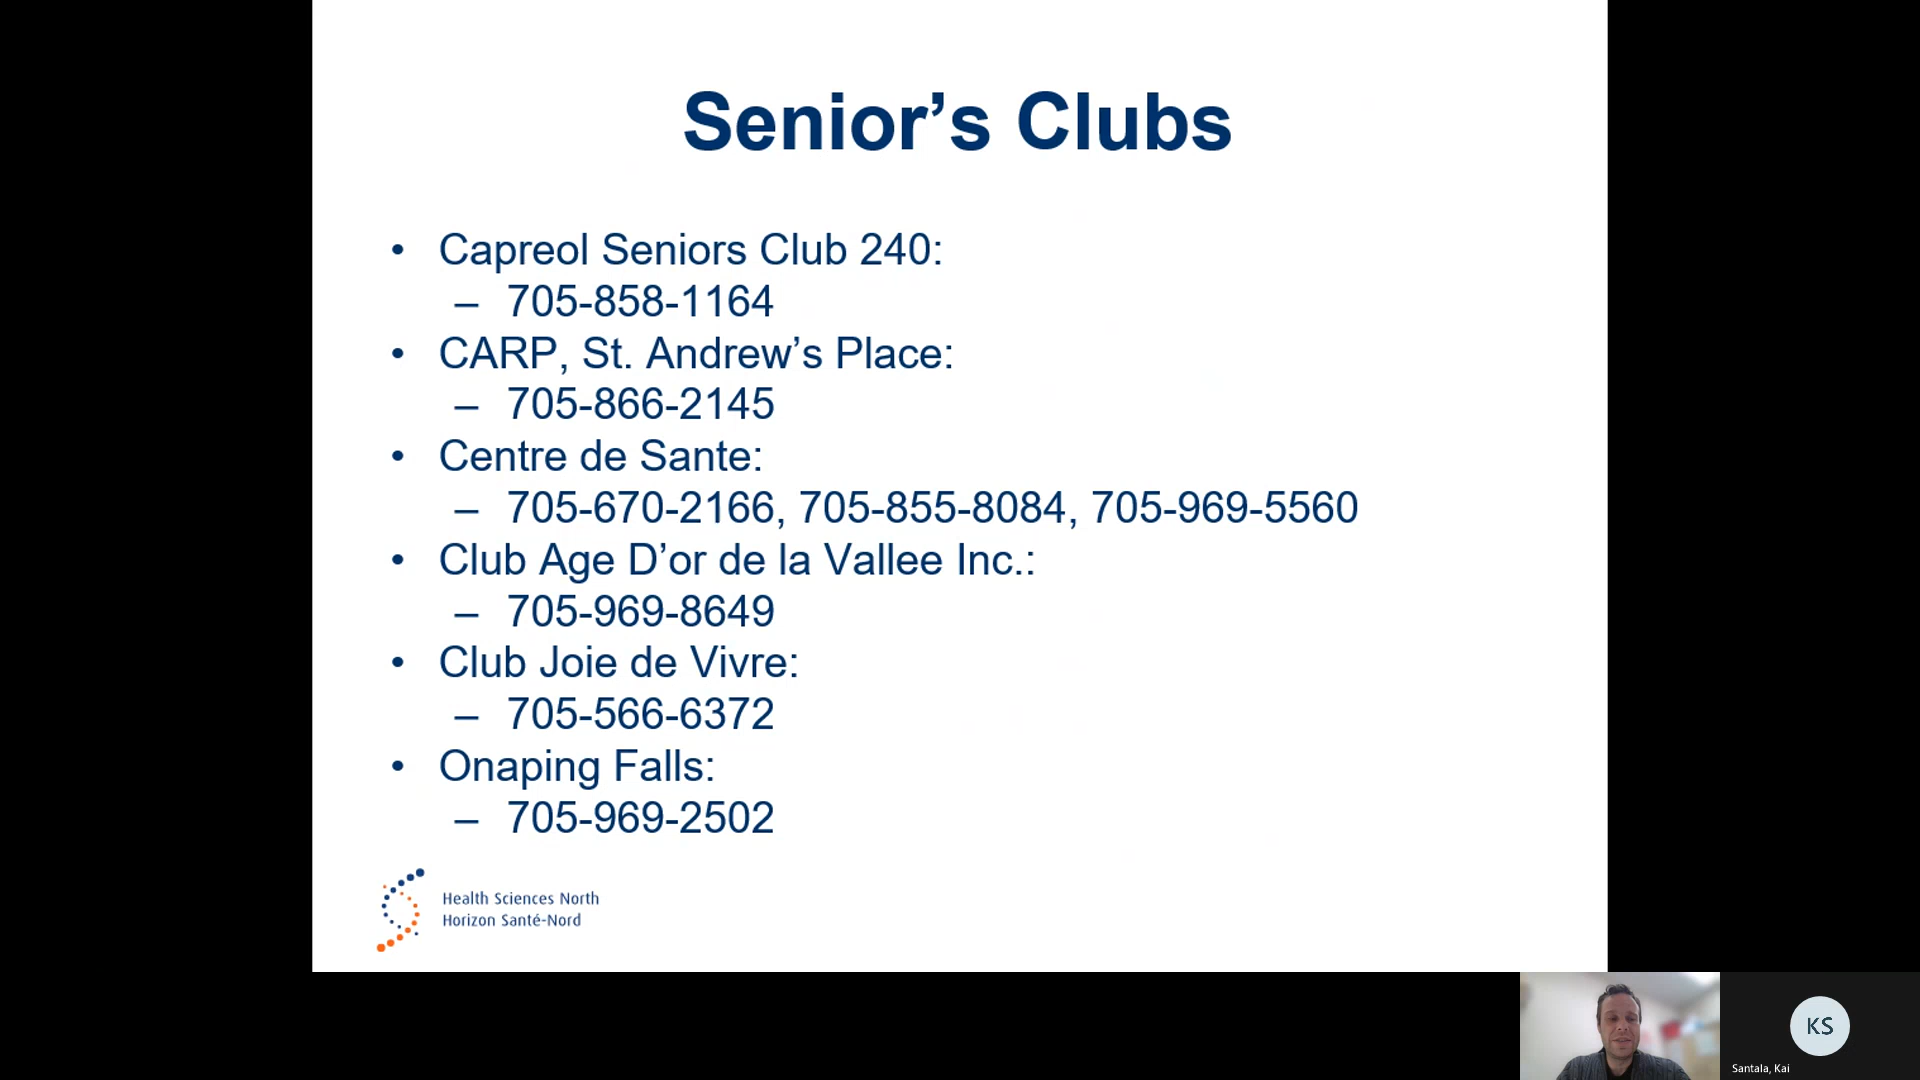 Senior’s Clubs
• Capreol Seniors Club 240:
– 705-858-1164
• CARP, St. Andrew’s Place:
– 705-866-2145
• Centre de Sante:
– 705-670-2166, 705-855-8084, 705-969-5560
• Club Age D’or de la Vallee Inc.:
– 705-969-8649
• Club Joie de Vivre:
– 705-566-6372
• Onaping Falls:
– 705-969-2502
Health Sciences North
Horizon Santé-Nord
KS
Santala, Kai